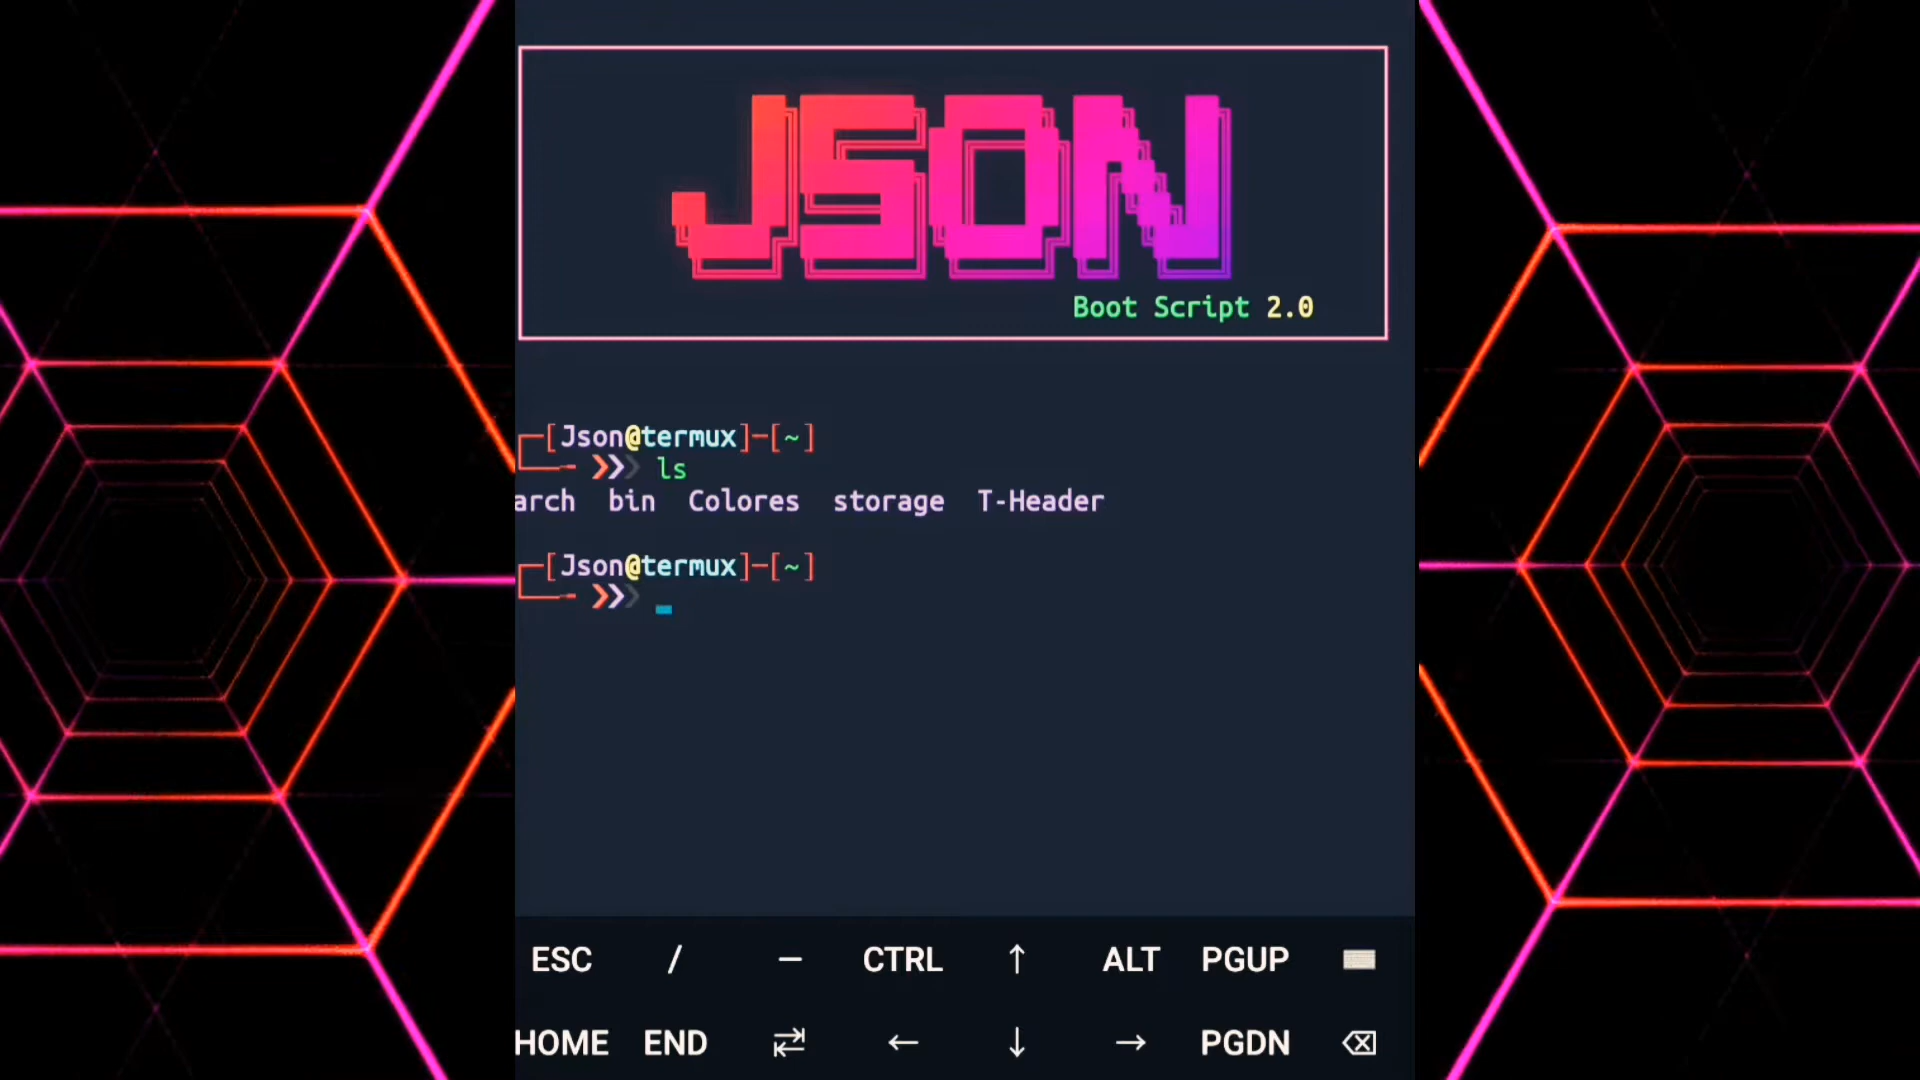 JSON
Boot Script 2.0
┌─[Json@termux]─[~]
└──╼ ❯❯❯ ls
arch  bin  Colores  storage  T-Header
┌─[Json@termux]─[~]
└──╼ ❯❯❯
ESC / — CTRL ↑ ALT PGUP
HOME END ⇄ ← ↓ → PGDN ⌫